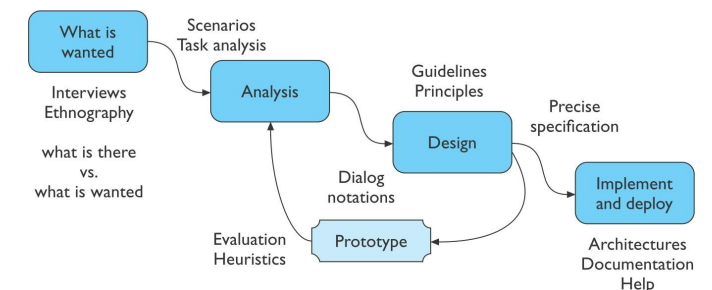 What is
wanted
Scenarios
Task analysis
Interviews
Ethnography
what is there
vs.
what is wanted
Analysis
Guidelines
Principles
Design
Precise
specification
Dialog
notations
Implement
and deploy
Evaluation
Heuristics
Prototype
Architectures
Documentation
Help